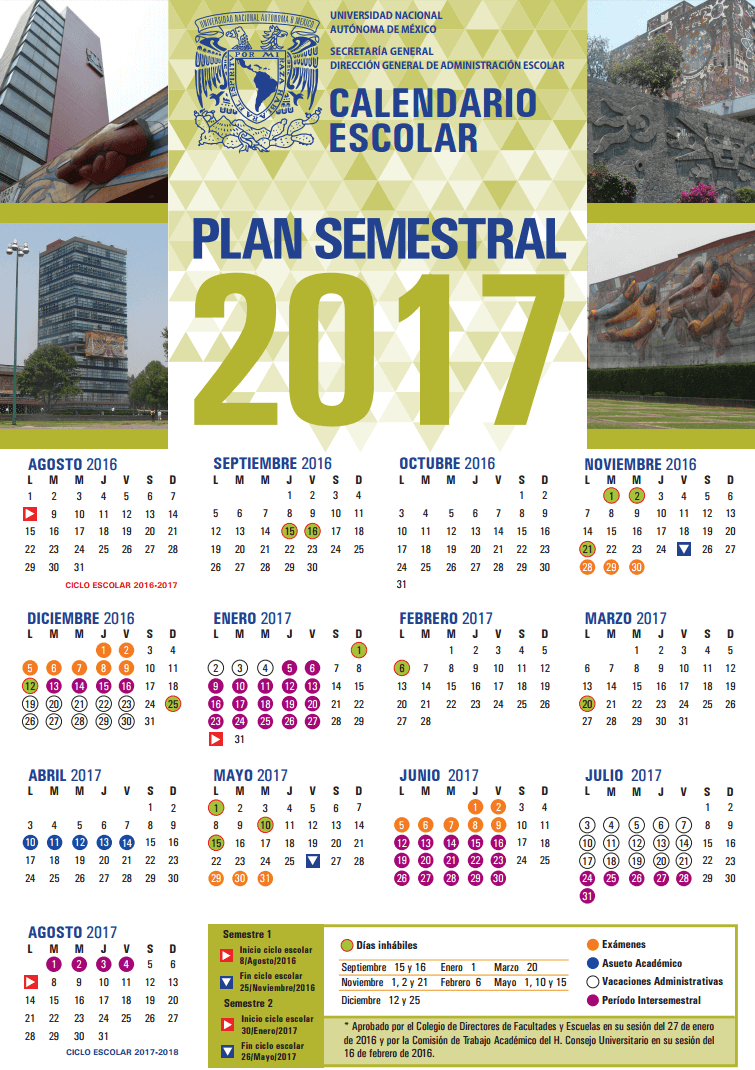 UNIVERSIDAD NACIONAL AUTONOMA D MEXICO
POR MI RAZA HABLARA EL ESPIRITU
UNIVERSIDAD NACIONAL
AUTÓNOMA DE MÉXICO
SECRETARÍA GENERAL
DIRECCIÓN GENERAL DE ADMINISTRACIÓN ESCOLAR
CALENDARIO
ESCOLAR
PLAN SEMESTRAL
2017
AGOSTO 2016
L M M J V S D
1 2 3 4 5 6 7
9 10 11 12 13 14
15 16 17 18 19 20 21
22 23 24 25 26 27 28
29 30 31
CICLO ESCOLAR 2016-2017
SEPTIEMBRE 2016
L M M J V S D
1 2 3 4
5 6 7 8 9 10 11
12 13 14 15 16 17 18
19 20 21 22 23 24 25
26 27 28 29 30
OCTUBRE 2016
L M M J V S D
1 2
3 4 5 6 7 8 9
10 11 12 13 14 15 16
17 18 19 20 21 22 23
24 25 26 27 28 29 30
31
NOVIEMBRE 2016
L M M J V S D
1 2 3 4 5 6
7 8 9 10 11 12 13
14 15 16 17 18 19 20
21 22 23 24 26 27
28 29 30
DICIEMBRE 2016
L M M J V S D
1 2 3 4
5 6 7 8 9 10 11
12 13 14 15 16 17 18
19 20 21 22 23 24 25
26 27 28 29 30 31
ENERO 2017
L M M J V S D
1
2 3 4 5 6 7 8
9 10 11 12 13 14 15
16 17 18 19 20 21 22
23 24 25 26 27 28 29
31
FEBRERO 2017
L M M J V S D
1 2 3 4 5
6 7 8 9 10 11 12
13 14 15 16 17 18 19
20 21 22 23 24 25 26
27 28
MARZO 2017
L M M J V S D
1 2 3 4 5
6 7 8 9 10 11 12
13 14 15 16 17 18 19
20 21 22 23 24 25 26
27 28 29 30 31
ABRIL 2017
L M M J V S D
1 2
3 4 5 6 7 8 9
10 11 12 13 14 15 16
17 18 19 20 21 22 23
24 25 26 27 28 29 30
MAYO 2017
L M M J V S D
1 2 3 4 5 6 7
8 9 10 11 12 13 14
15 16 17 18 19 20 21
22 23 24 25 27 28
29 30 31
JUNIO 2017
L M M J V S D
1 2 3 4
5 6 7 8 9 10 11
12 13 14 15 16 17 18
19 20 21 22 23 24 25
26 27 28 29 30
JULIO 2017
L M M J V S D
1 2
3 4 5 6 7 8 9
10 11 12 13 14 15 16
17 18 19 20 21 22 23
24 25 26 27 28 29 30
31
AGOSTO 2017
L M M J V S D
1 2 3 4 5 6
8 9 10 11 12 13
14 15 16 17 18 19 20
21 22 23 24 25 26 27
28 29 30 31
CICLO ESCOLAR 2017-2018
Semestre 1
Inicio ciclo escolar
8/Agosto/2016
Fin ciclo escolar
25/Noviembre/2016
Semestre 2
Inicio ciclo escolar
30/Enero/2017
Fin ciclo escolar
26/Mayo/2017
Días inhábiles
Septiembre 15 y 16 Enero 1 Marzo 20
Noviembre 1, 2 y 21 Febrero 6 Mayo 1, 10 y 15
Diciembre 12 y 25
Exámenes
Asueto Académico
Vacaciones Administrativas
Período Intersemestral
* Aprobado por el Colegio de Directores de Facultades y Escuelas en su sesión del 27 de enero
de 2016 y por la Comisión de Trabajo Académico del H. Consejo Universitario en su sesión del
16 de febrero de 2016.